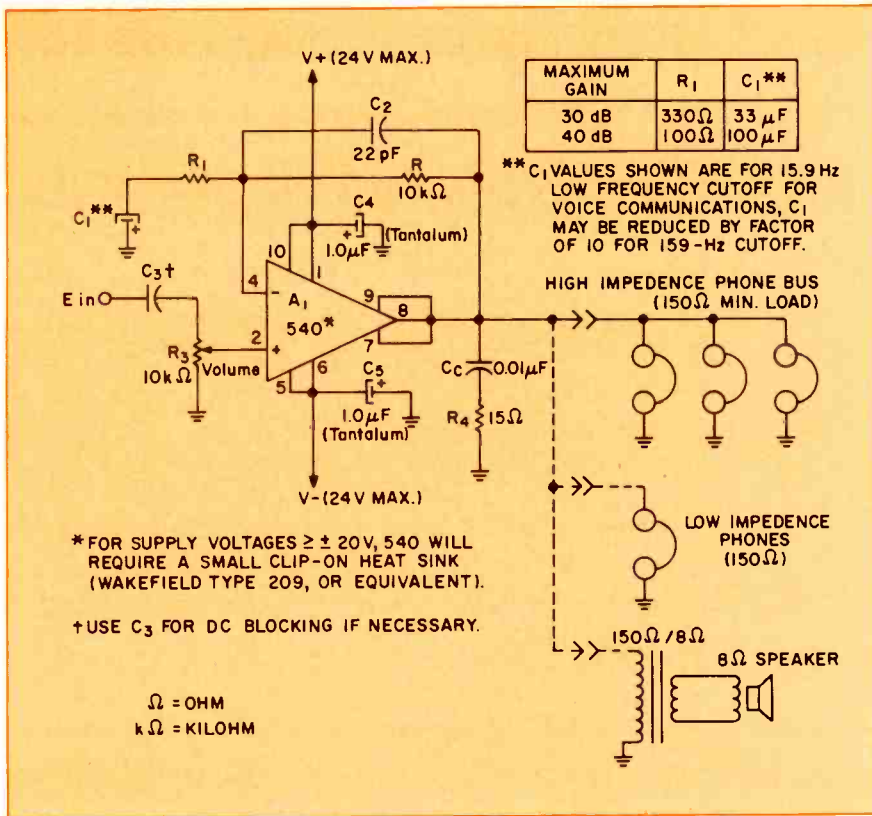 V+ (24 V MAX.)
MAXIMUM GAIN R1 C1**
30 dB 330Ω 33 μF
40 dB 100Ω 100μF
** C1 VALUES SHOWN ARE FOR 15.9 Hz
LOW FREQUENCY CUTOFF FOR
VOICE COMMUNICATIONS, C1
MAY BE REDUCED BY FACTOR
OF 10 FOR 159-Hz CUTOFF.
C2
22 pF
R1
R
10 kΩ
C1**
+
C4
(Tantalum)
+
1.0μF
10
1
4
-
A1
9
8
540*
7
C3†
E in
2
+
R3
10kΩ
Volume
6
5
C5
+
1.0μF
(Tantalum)
CC
0.01μF
R4
15Ω
V- (24V MAX.)
HIGH IMPEDENCE PHONE BUS
(150Ω MIN. LOAD)
LOW IMPEDENCE
PHONES
(150Ω)
150Ω/8Ω
8Ω SPEAKER
* FOR SUPPLY VOLTAGES ≥ ± 20V, 540 WILL
REQUIRE A SMALL CLIP-ON HEAT SINK
(WAKEFIELD TYPE 209, OR EQUIVALENT).
† USE C3 FOR DC BLOCKING IF NECESSARY.
Ω = OHM
kΩ = KILOHM